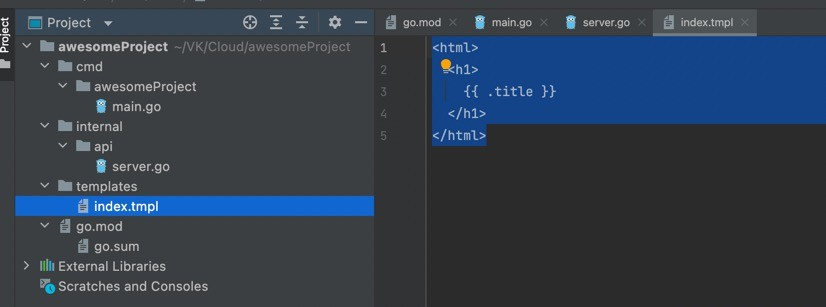 Project
Project
awesomeProject ~/VK/Cloud/awesomeProject
cmd
awesomeProject
main.go
internal
api
server.go
templates
index.tmpl
go.mod
go.sum
External Libraries
Scratches and Consoles
go.mod main.go server.go index.tmpl
1 <html>
2 <h1>
3 {{ .title }}
4 </h1>
5 </html>